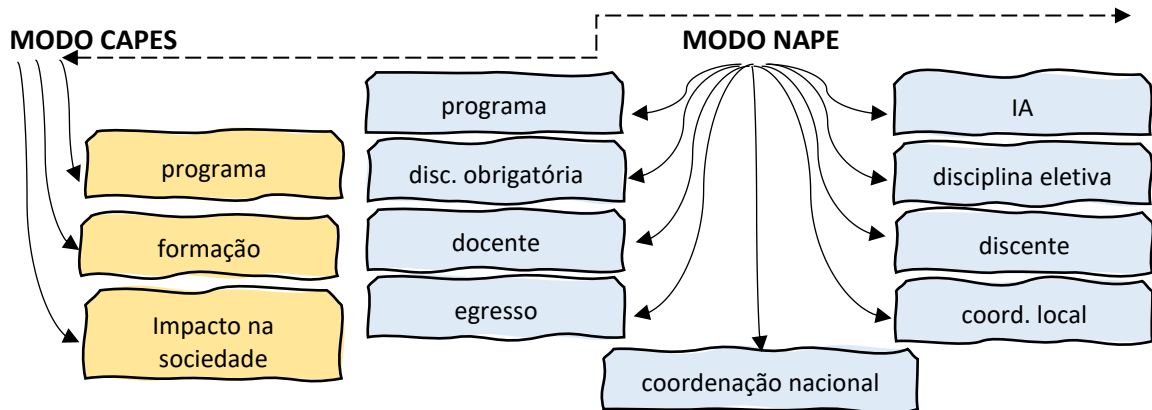 MODO CAPES
programa
formação
Impacto na
sociedade
MODO NAPE
programa
disc. obrigatória
docente
egresso
IA
disciplina eletiva
discente
coord. local
coordenação nacional